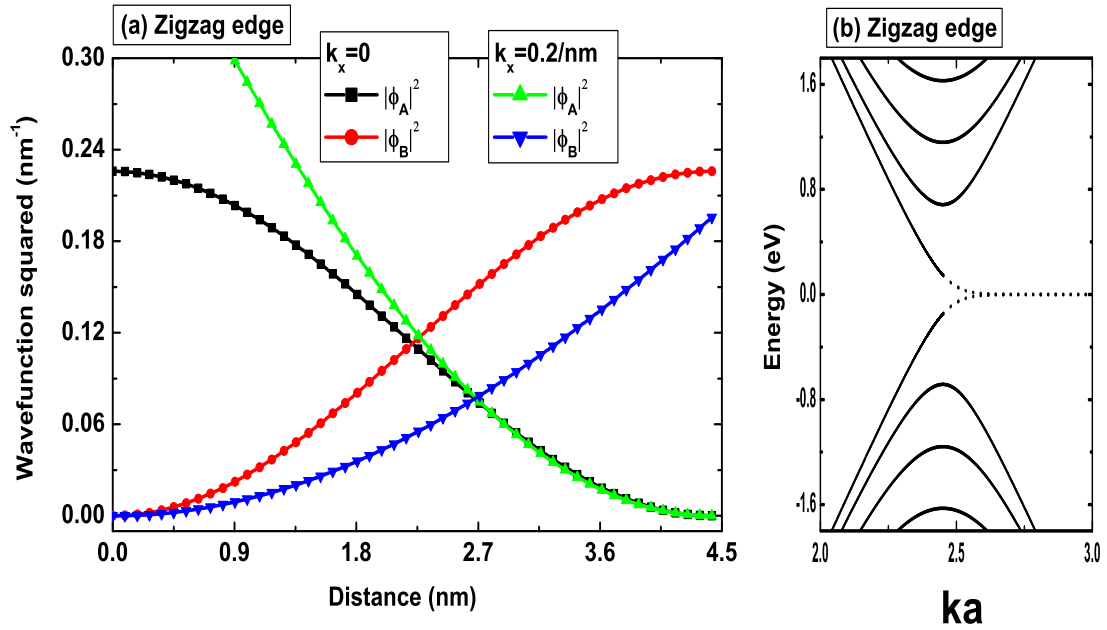 (a) Zigzag edge
k_x=0
|ϕ_A|²
|ϕ_B|²
k_x=0.2/nm
|ϕ_A|²
|ϕ_B|²
Wavefunction squared (nm⁻¹)
0.30
0.24
0.18
0.12
0.06
0.00
0.0 0.9 1.8 2.7 3.6 4.5
Distance (nm)
(b) Zigzag edge
Energy (eV)
1.6
0.8
0.0
-0.8
-1.6
2.0 2.5 3.0
ka